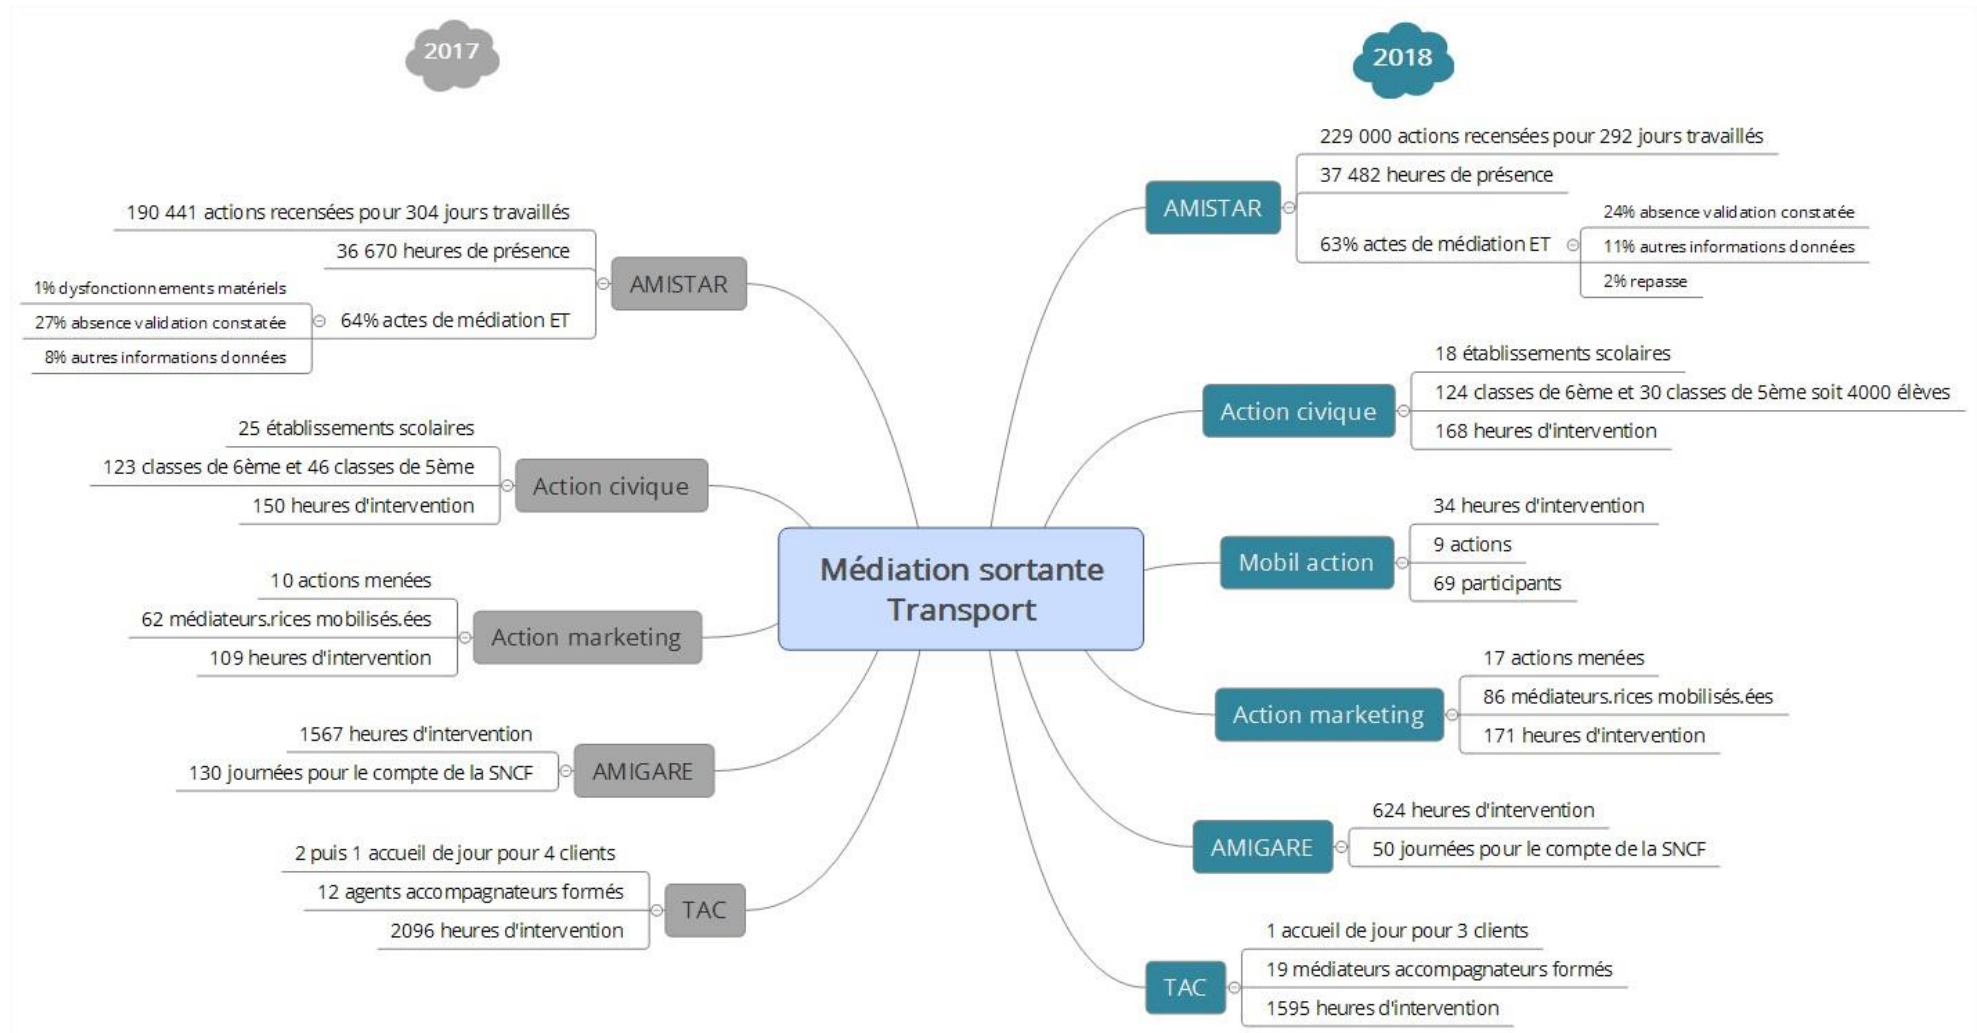 2017
2018
190 441 actions recensées pour 304 jours travaillés
36 670 heures de présence
AMISTAR
1% dysfonctionnements matériels
27% absence validation constatée
64% actes de médiation ET
8% autres informations données
25 établissements scolaires
123 classes de 6ème et 46 classes de 5ème
Action civique
150 heures d'intervention
10 actions menées
62 médiateurs.rices mobilisés.ées
Action marketing
109 heures d'intervention
1567 heures d'intervention
130 journées pour le compte de la SNCF
AMIGARE
2 puis 1 accueil de jour pour 4 clients
12 agents accompagnateurs formés
TAC
2096 heures d'intervention
Médiation sortante
Transport
229 000 actions recensées pour 292 jours travaillés
37 482 heures de présence
AMISTAR
63% actes de médiation ET
24% absence validation constatée
11% autres informations données
2% repasse
18 établissements scolaires
Action civique
124 classes de 6ème et 30 classes de 5ème soit 4000 élèves
168 heures d'intervention
34 heures d'intervention
Mobil action
9 actions
69 participants
17 actions menées
Action marketing
86 médiateurs.rices mobilisés.ées
171 heures d'intervention
624 heures d'intervention
AMIGARE
50 journées pour le compte de la SNCF
1 accueil de jour pour 3 clients
19 médiateurs accompagnateurs formés
TAC
1595 heures d'intervention